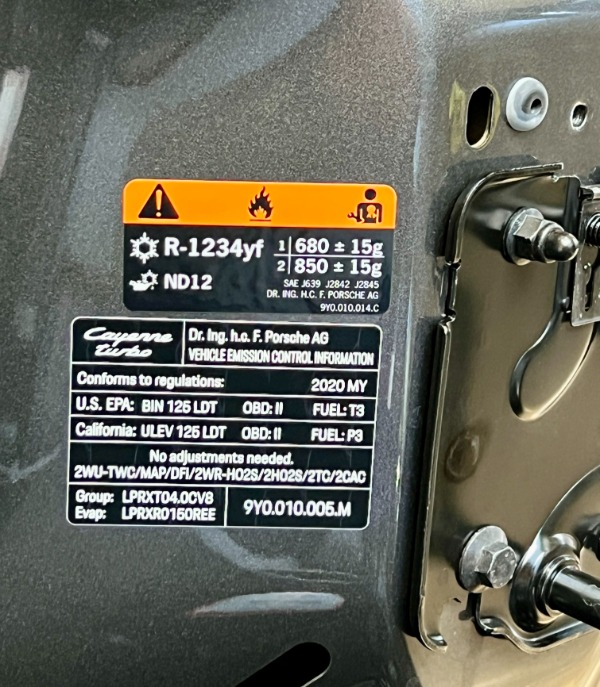 R-1234yf 1 680 ± 15g
2 850 ± 15g
ND12
SAE J639 J2842 J2845
DR. ING. H.C. F. PORSCHE AG
9Y0.010.014.C
Cayenne turbo
Dr. Ing. h.c. F. Porsche AG
VEHICLE EMISSION CONTROL INFORMATION
Conforms to regulations: 2020 MY
U.S. EPA: BIN 125 LDT OBD: II FUEL: T3
California: ULEV 125 LDT OBD: II FUEL: P3
No adjustments needed.
2WU-TWC/MAP/DFI/2WR-HO2S/2HO2S/2TC/2CAC
Group: LPRXT04.0CV8
Evap: LPRXR0150REE
9Y0.010.005.M